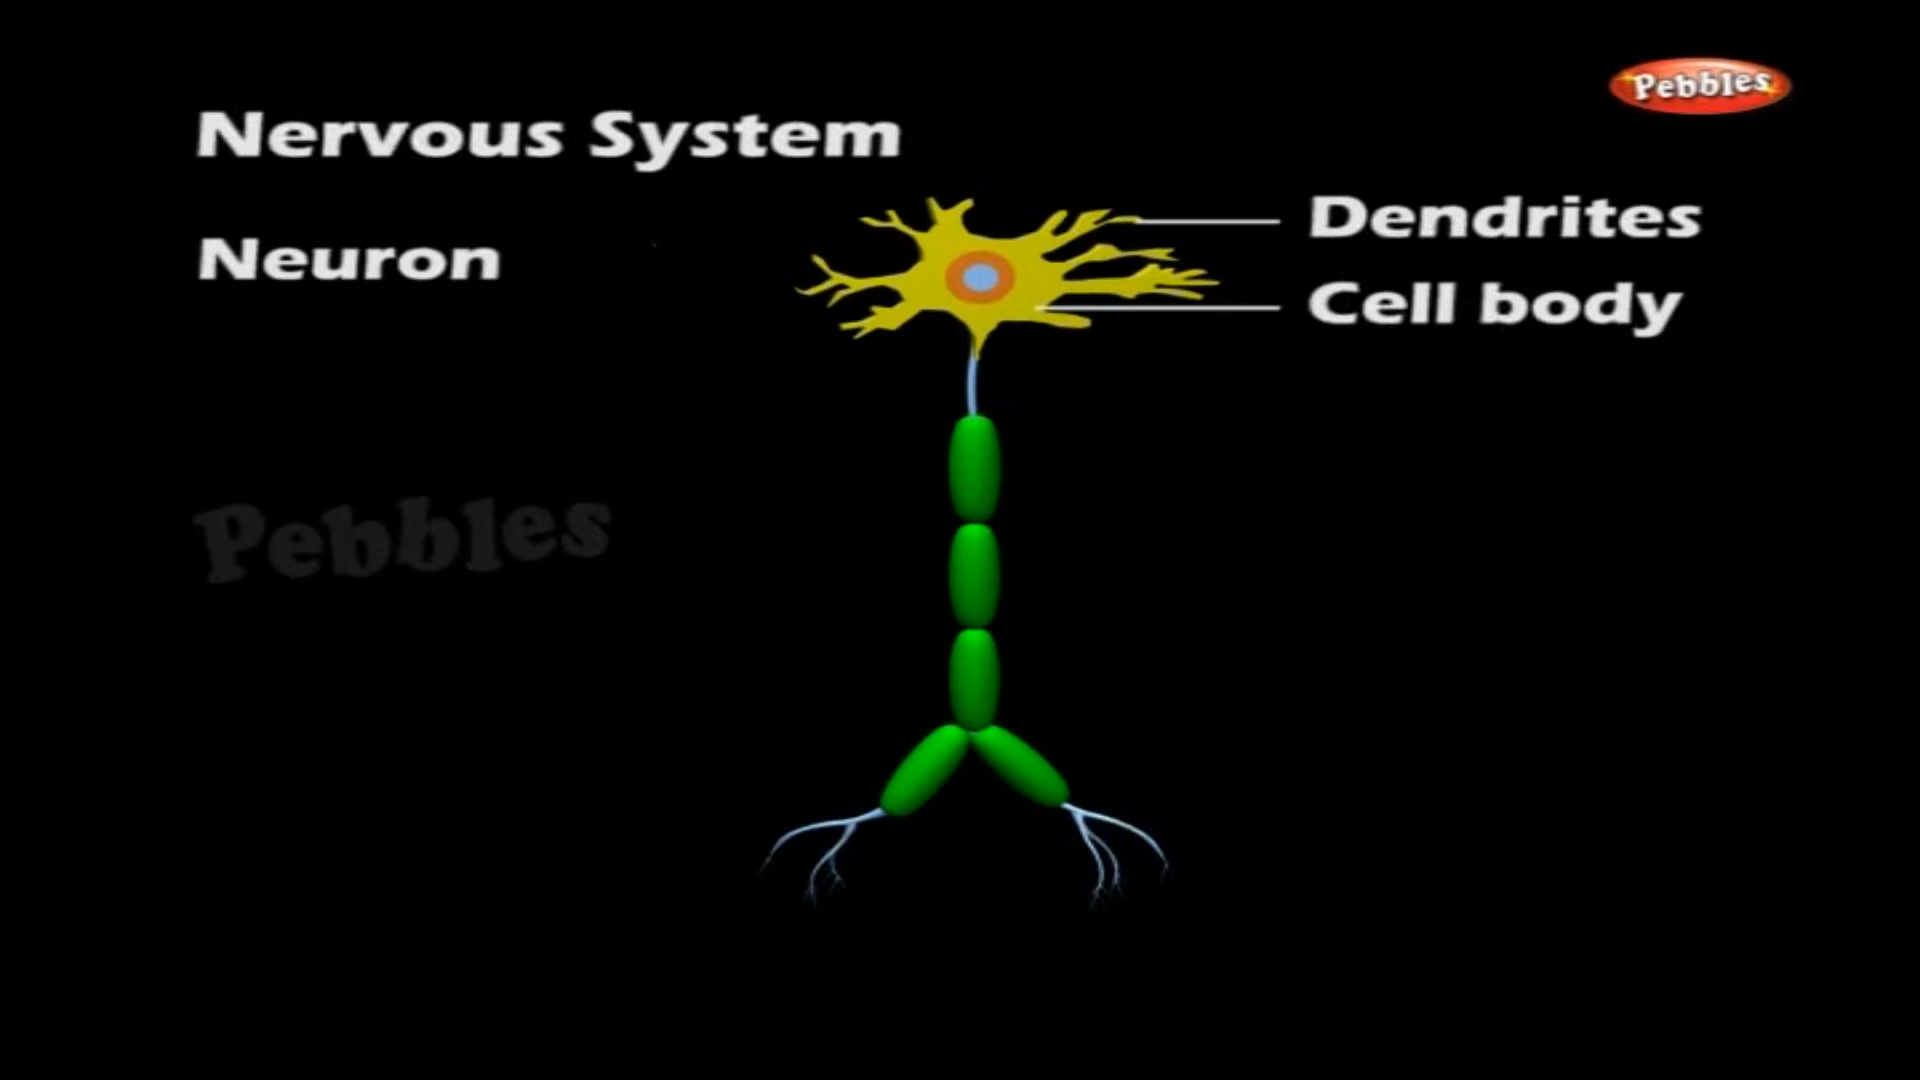 Pebbles
Nervous System
Dendrites
Neuron
Cell body
Pebbles